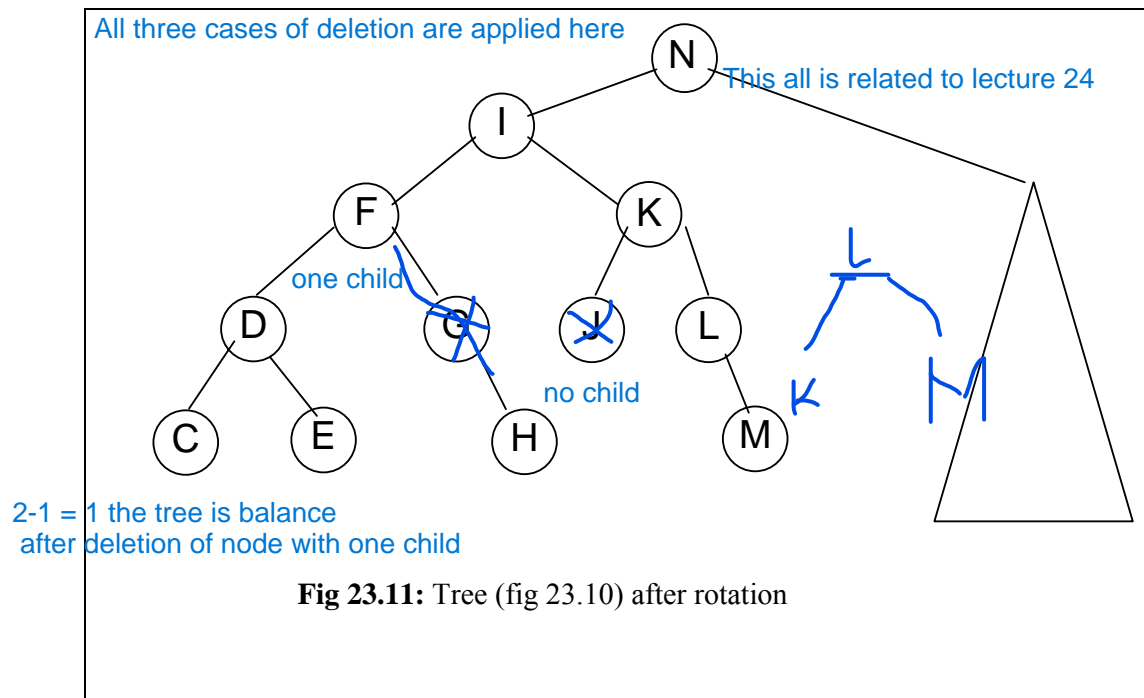 All three cases of deletion are applied here
N
This all is related to lecture 24
I
F
K
L
one child
D
G
J
L
K
M
no child
C
E
H
M
2-1 = 1 the tree is balance
after deletion of node with one child
Fig 23.11: Tree (fig 23.10) after rotation